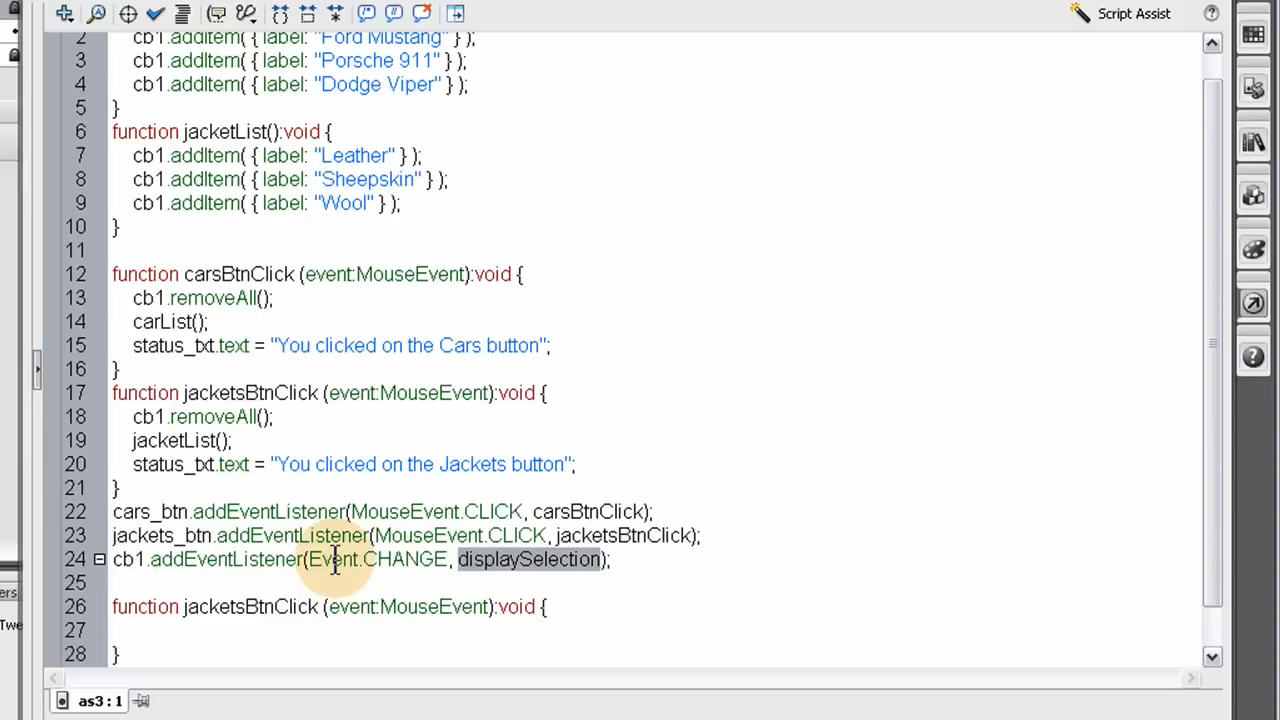 Script Assist
2 cb1.addItem( { label: "Ford Mustang" } );
3 cb1.addItem( { label: "Porsche 911" } );
4 cb1.addItem( { label: "Dodge Viper" } );
5 }
6 function jacketList():void {
7 cb1.addItem( { label: "Leather" } );
8 cb1.addItem( { label: "Sheepskin" } );
9 cb1.addItem( { label: "Wool" } );
10 }
11
12 function carsBtnClick (event:MouseEvent):void {
13 cb1.removeAll();
14 carList();
15 status_txt.text = "You clicked on the Cars button";
16 }
17 function jacketsBtnClick (event:MouseEvent):void {
18 cb1.removeAll();
19 jacketList();
20 status_txt.text = "You clicked on the Jackets button";
21 }
22 cars_btn.addEventListener(MouseEvent.CLICK, carsBtnClick);
23 jackets_btn.addEventListener(MouseEvent.CLICK, jacketsBtnClick);
24 cb1.addEventListener(Event.CHANGE, displaySelection);
25
ers
26 function jacketsBtnClick (event:MouseEvent):void {
Twe
27
28 }
as3:1